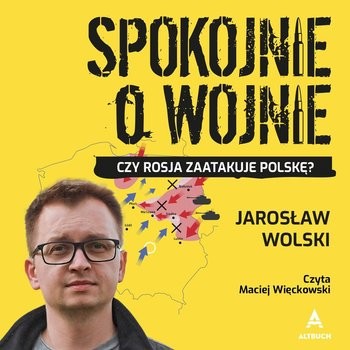 SPOKOJNIE
O WOJNIE
CZY ROSJA ZAATAKUJE POLSKĘ?
JAROSŁAW
WOLSKI
Czyta
Maciej Więckowski
ALTBUCH